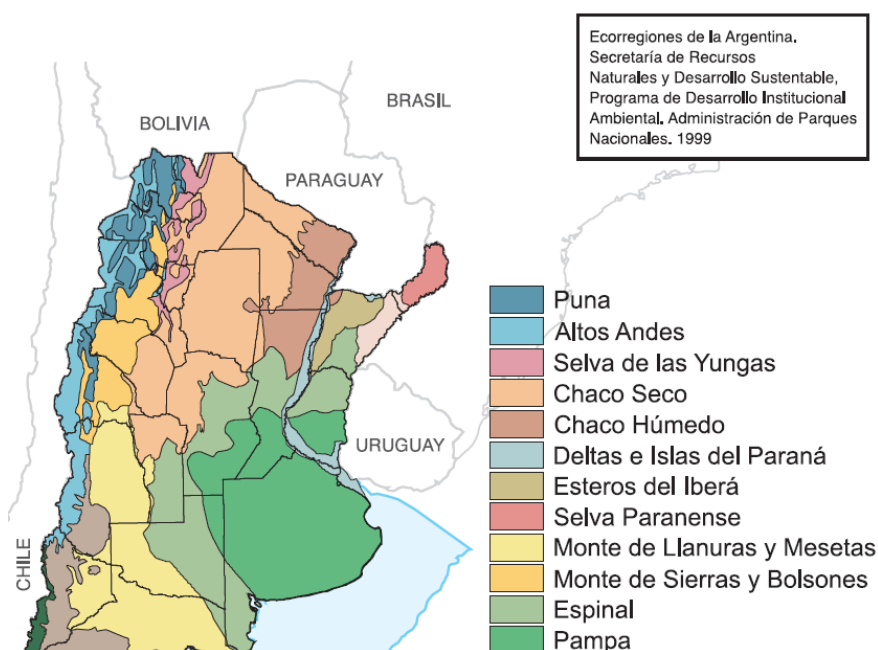 Ecorregiones de la Argentina.
Secretaría de Recursos
Naturales y Desarrollo Sustentable,
Programa de Desarrollo Institucional
Ambiental. Administración de Parques
Nacionales. 1999
BRASIL
BOLIVIA
PARAGUAY
URUGUAY
CHILE
Puna
Altos Andes
Selva de las Yungas
Chaco Seco
Chaco Húmedo
Deltas e Islas del Paraná
Esteros del Iberá
Selva Paranense
Monte de Llanuras y Mesetas
Monte de Sierras y Bolsones
Espinal
Pampa